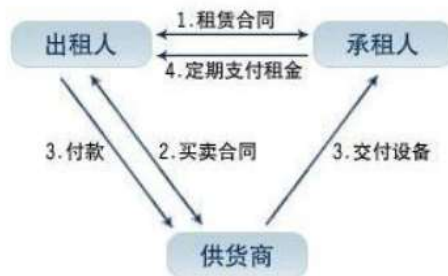 1.租赁合同
出租人
承租人
4.定期支付租金
3.付款
2.买卖合同
3.交付设备
供货商